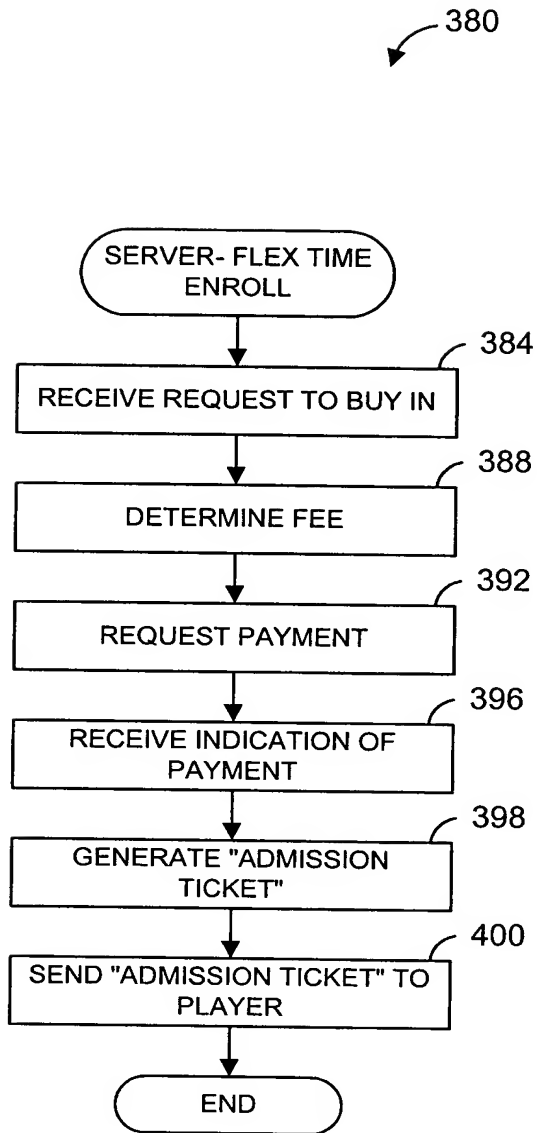 380
SERVER- FLEX TIME
ENROLL
384
RECEIVE REQUEST TO BUY IN
388
DETERMINE FEE
392
REQUEST PAYMENT
396
RECEIVE INDICATION OF
PAYMENT
398
GENERATE "ADMISSION
TICKET"
400
SEND "ADMISSION TICKET" TO
PLAYER
END